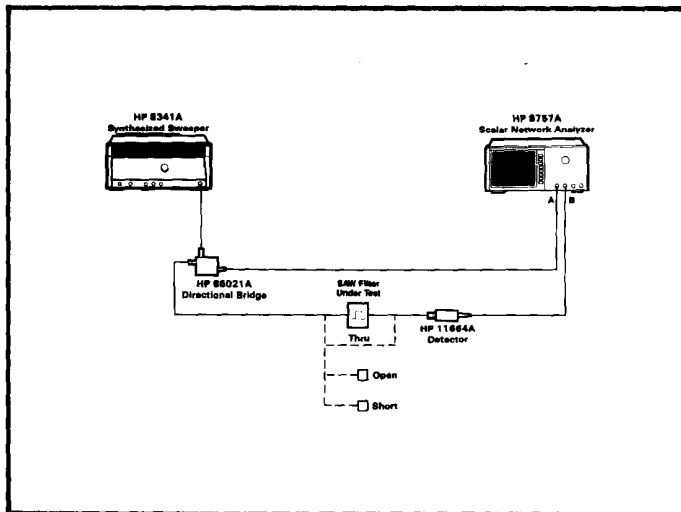 HP 8341A
Synthesized Sweeper
HP 8757A
Scalar Network Analyzer
A
B
HP 85021A
Directional Bridge
SAW Filter
Under Test
Thru
HP 11664A
Detector
Open
Short